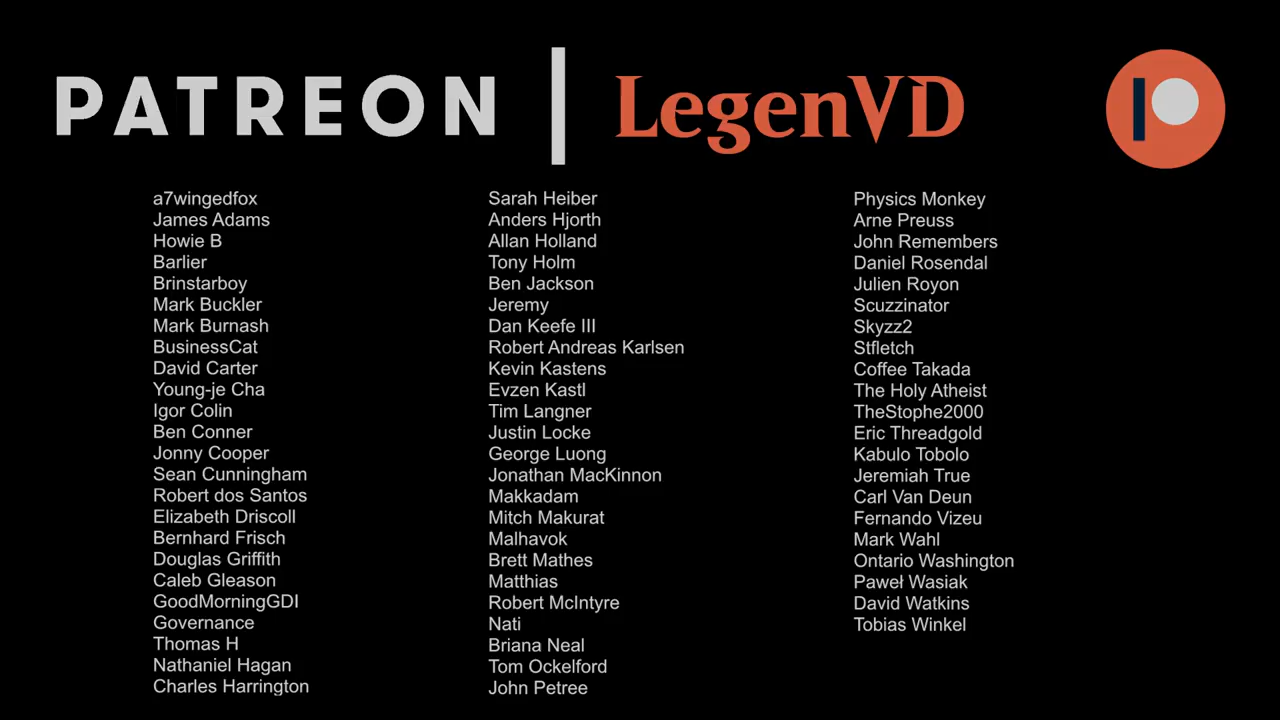 PATREON | LegenVD
a7wingedfox
James Adams
Howie B
Barlier
Brinstarboy
Mark Buckler
Mark Burnash
BusinessCat
David Carter
Young-je Cha
Igor Colin
Ben Conner
Jonny Cooper
Sean Cunningham
Robert dos Santos
Elizabeth Driscoll
Bernhard Frisch
Douglas Griffith
Caleb Gleason
GoodMorningGDI
Governance
Thomas H
Nathaniel Hagan
Charles Harrington
Sarah Heiber
Anders Hjorth
Allan Holland
Tony Holm
Ben Jackson
Jeremy
Dan Keefe III
Robert Andreas Karlsen
Kevin Kastens
Evzen Kastl
Tim Langner
Justin Locke
George Luong
Jonathan MacKinnon
Makkadam
Mitch Makurat
Malhavok
Brett Mathes
Matthias
Robert McIntyre
Nati
Briana Neal
Tom Ockelford
John Petree
Physics Monkey
Arne Preuss
John Remembers
Daniel Rosendal
Julien Royon
Scuzzinator
Skyzz2
Stfletch
Coffee Takada
The Holy Atheist
TheStophe2000
Eric Threadgold
Kabulo Tobolo
Jeremiah True
Carl Van Deun
Fernando Vizeu
Mark Wahl
Ontario Washington
Paweł Wasiak
David Watkins
Tobias Winkel